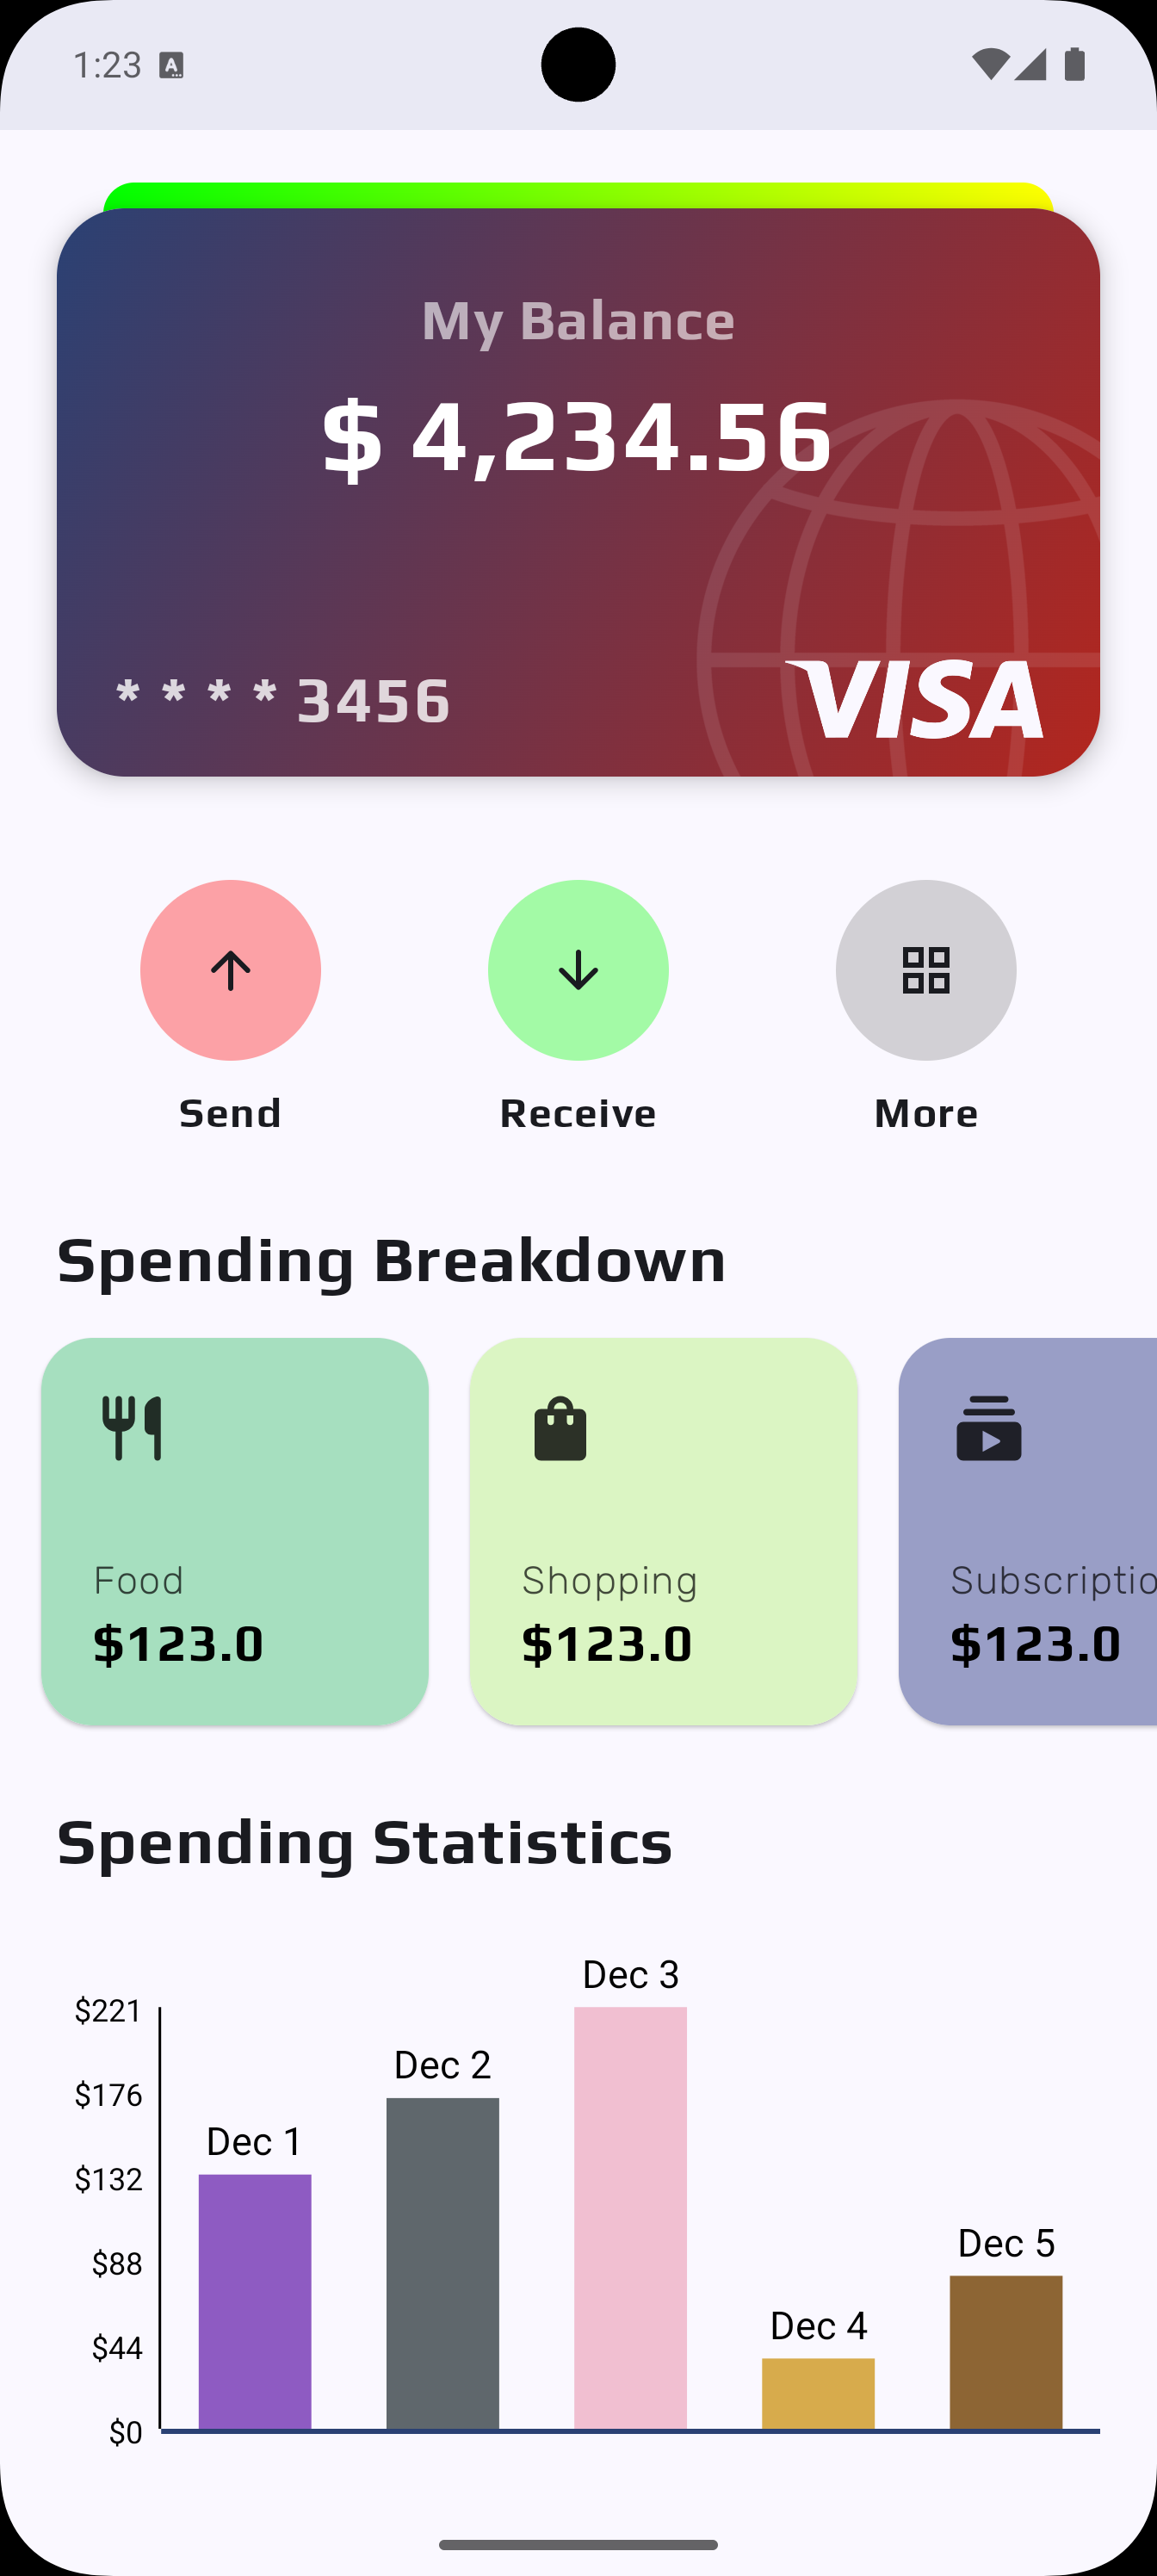 1:23
My Balance
$ 4,234.56
* * * * 3456
VISA
Send Receive More
Spending Breakdown
Food Shopping Subscriptio
$123.0 $123.0 $123.0
Spending Statistics
Dec 3
$221
Dec 2
$176
Dec 1
$132
Dec 5
$88
Dec 4
$44
$0